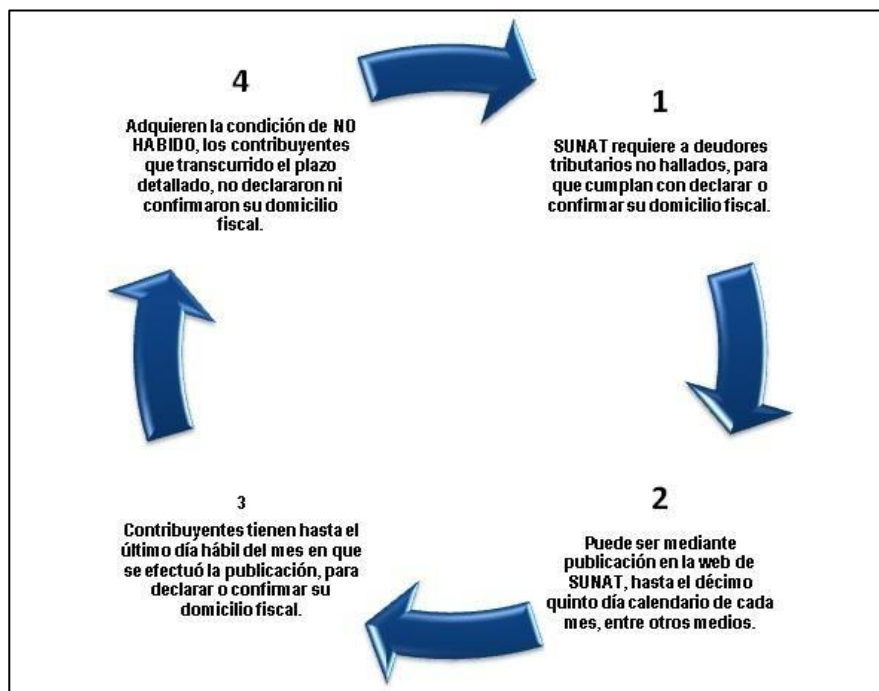 1
SUNAT requiere a deudores
tributarios no hallados, para
que cumplan con declarar o
confirmar su domicilio fiscal.
2
Puede ser mediante
publicación en la web de
SUNAT, hasta el décimo
quinto día calendario de cada
mes, entre otros medios.
3
Contribuyentes tienen hasta el
último día hábil del mes en que
se efectuó la publicación, para
declarar o confirmar su
domicilio fiscal.
4
Adquieren la condición de NO
HABIDO, los contribuyentes
que transcurrido el plazo
detallado, no declararon ni
confirmaron su domicilio
fiscal.